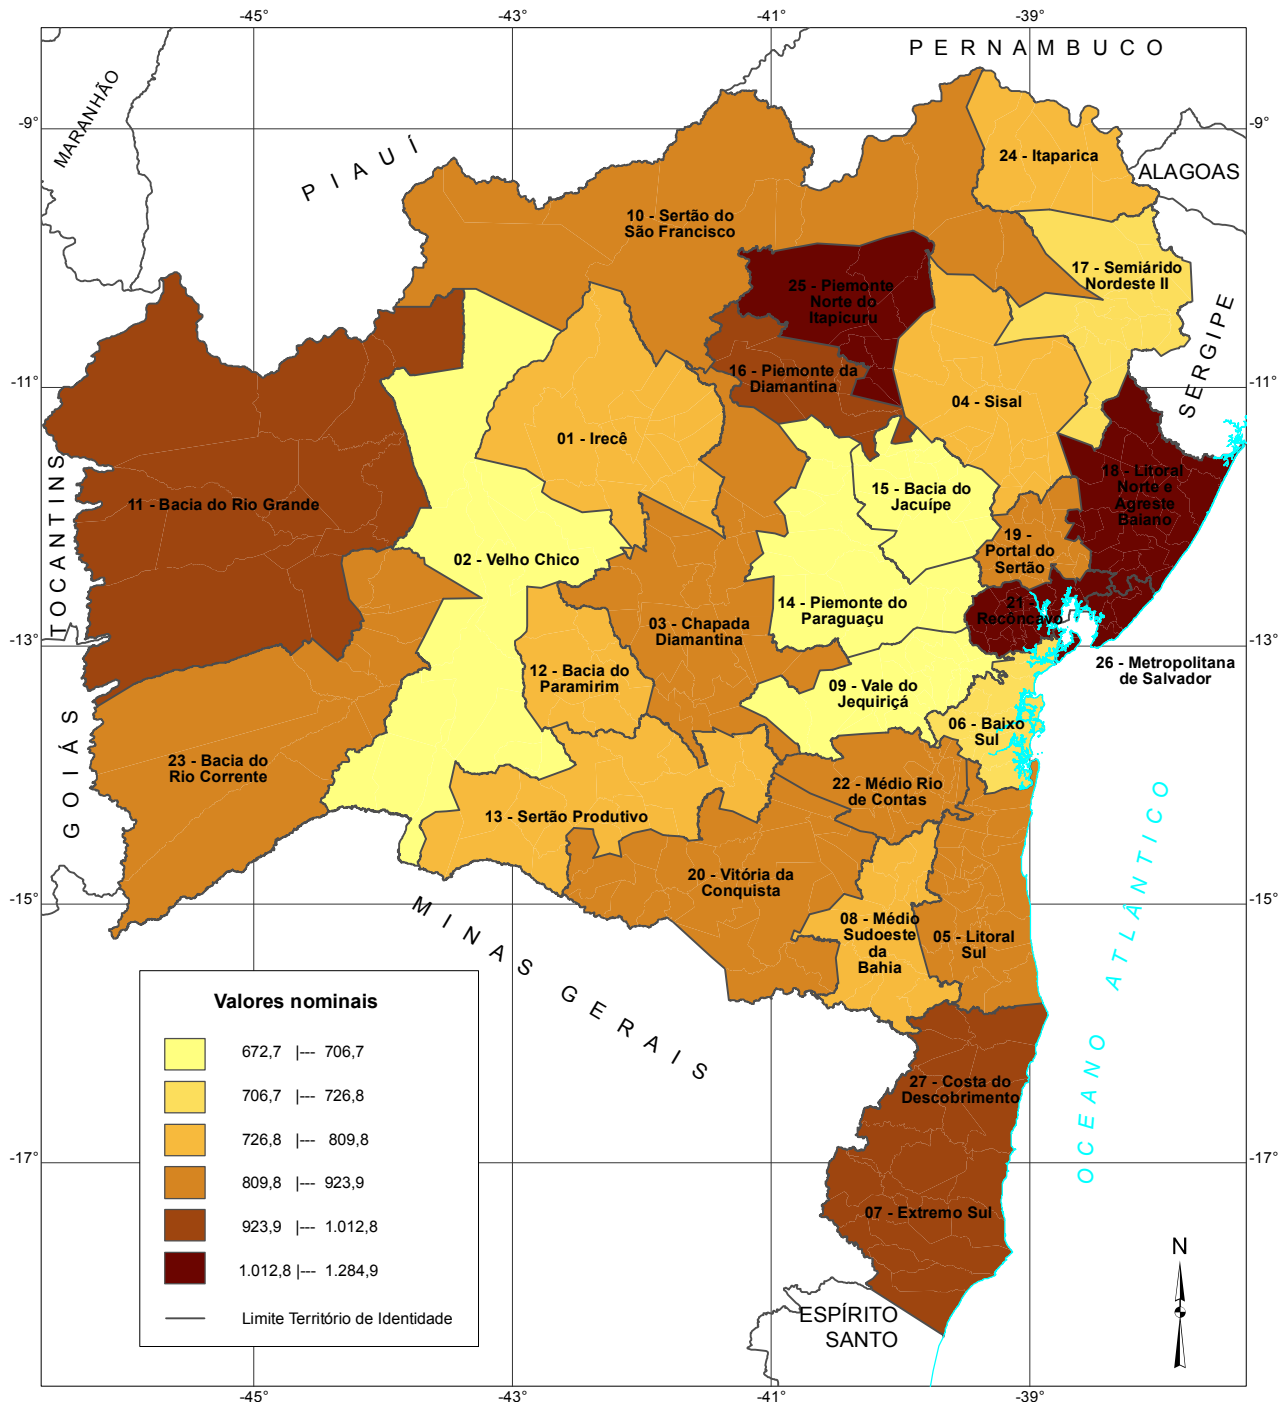 -45°
-43°
-41°
-39°
PERNAMBUCO
MARANHÃO
PIAUÍ
-9°
-9°
24 - Itaparica
ALAGOAS
10 - Sertão do
São Francisco
17 - Semiárido
Nordeste II
25 - Piemonte
Norte do
Itapicuru
SERGIPE
-11°
-11°
16 - Piemonte da
Diamantina
04 - Sisal
01 - Irecê
TOCANTINS
11 - Bacia do Rio Grande
15 - Bacia do
Jacuípe
18 - Litoral
Norte e
Agreste
Baiano
19 -
Portal do
Sertão
02 - Velho Chico
14 - Piemonte do
Paraguaçu
21 -
Recôncavo
03 - Chapada
Diamantina
-13°
-13°
12 - Bacia do
Paramirim
26 - Metropolitana
de Salvador
09 - Vale do
Jequiriçá
06 - Baixo
Sul
GOIÁS
23 - Bacia do
Rio Corrente
22 - Médio Rio
de Contas
13 - Sertão Produtivo
OCEANO ATLÂNTICO
20 - Vitória da
Conquista
-15°
-15°
MINAS GERAIS
08 - Médio
Sudoeste
da
Bahia
05 - Litoral
Sul
Valores nominais
672,7 |--- 706,7
706,7 |--- 726,8
726,8 |--- 809,8
809,8 |--- 923,9
923,9 |--- 1.012,8
1.012,8 |--- 1.284,9
Limite Território de Identidade
27 - Costa do
Descobrimento
-17°
-17°
07 - Extremo Sul
N
ESPÍRITO
SANTO
-45°
-43°
-41°
-39°